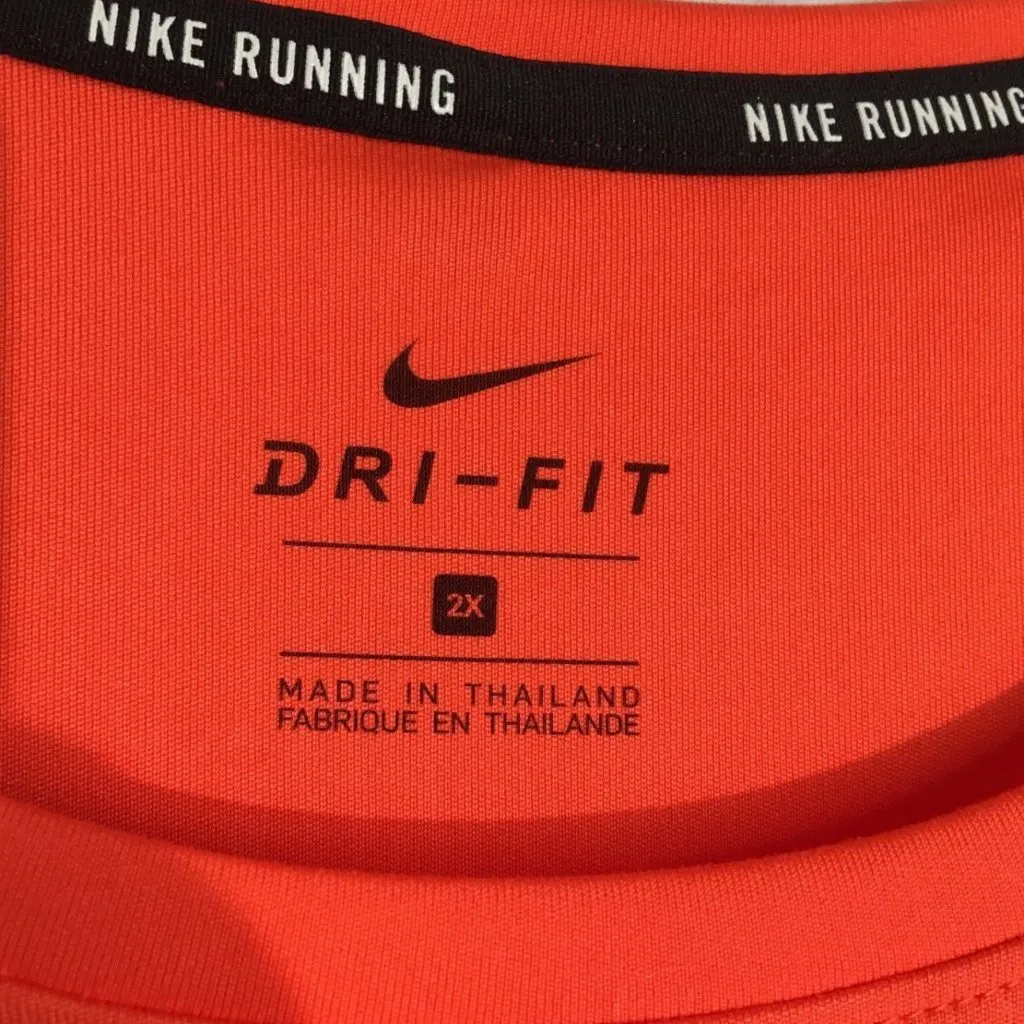 NIKE RUNNING
NIKE RUNNING
DRI-FIT
2X
MADE IN THAILAND
FABRIQUE EN THAILANDE